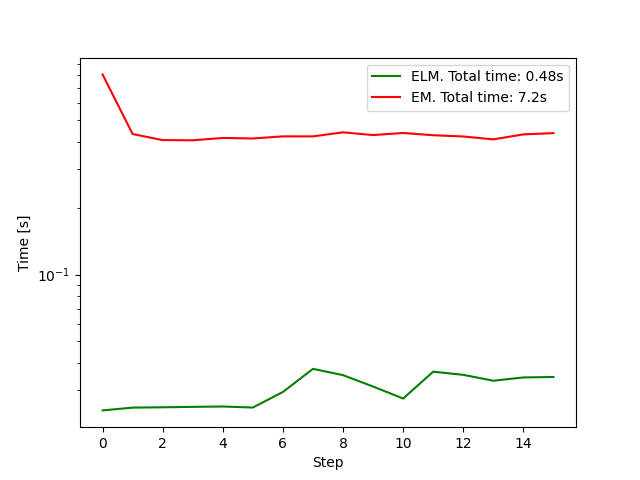 ELM. Total time: 0.48s
EM. Total time: 7.2s
Time [s]
10⁻¹
0 2 4 6 8 10 12 14
Step